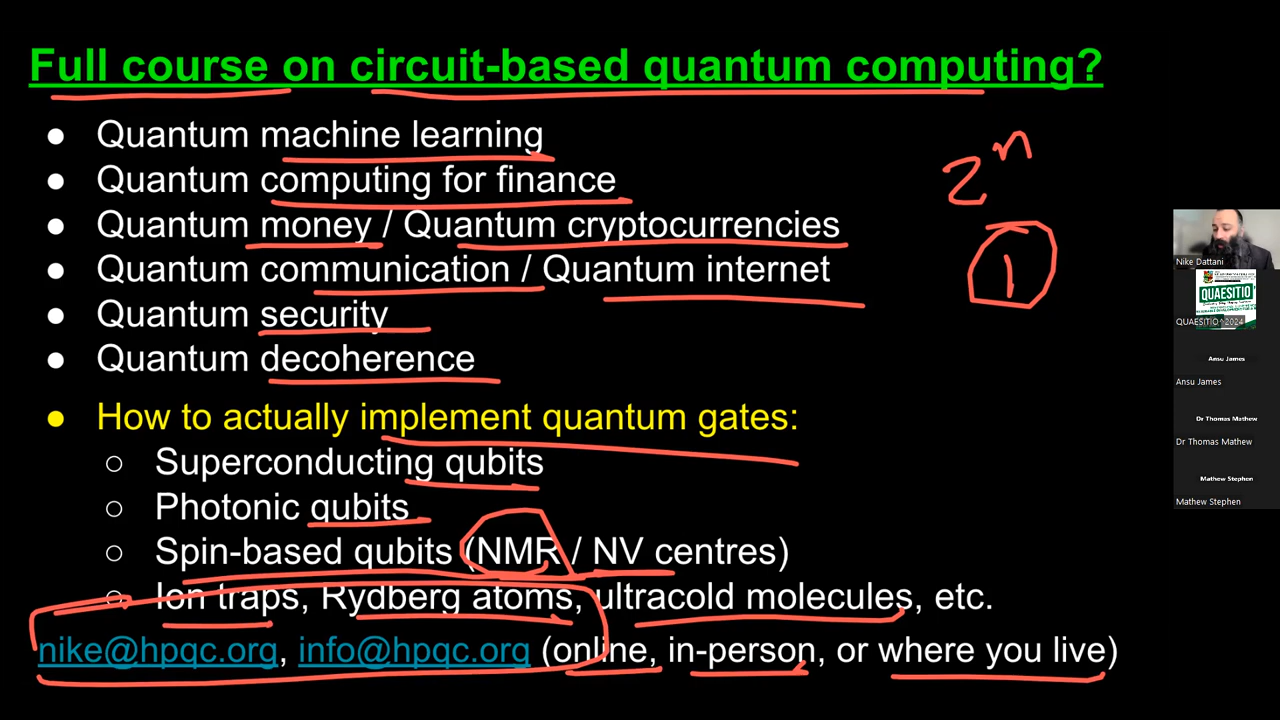 Full course on circuit-based quantum computing?
● Quantum machine learning
● Quantum computing for finance
● Quantum money / Quantum cryptocurrencies
● Quantum communication / Quantum internet
● Quantum security
● Quantum decoherence
● How to actually implement quantum gates:
○ Superconducting qubits
○ Photonic qubits
○ Spin-based qubits (NMR / NV centres)
○ Ion traps, Rydberg atoms, ultracold molecules, etc.
nike@hpqc.org, info@hpqc.org (online, in-person, or where you live)
2ⁿ
1
Nike Dattani
QUAESITIO
QUAESITIO 2024
Ansu James
Ansu James
Dr Thomas Mathew
Dr Thomas Mathew
Mathew Stephen
Mathew Stephen